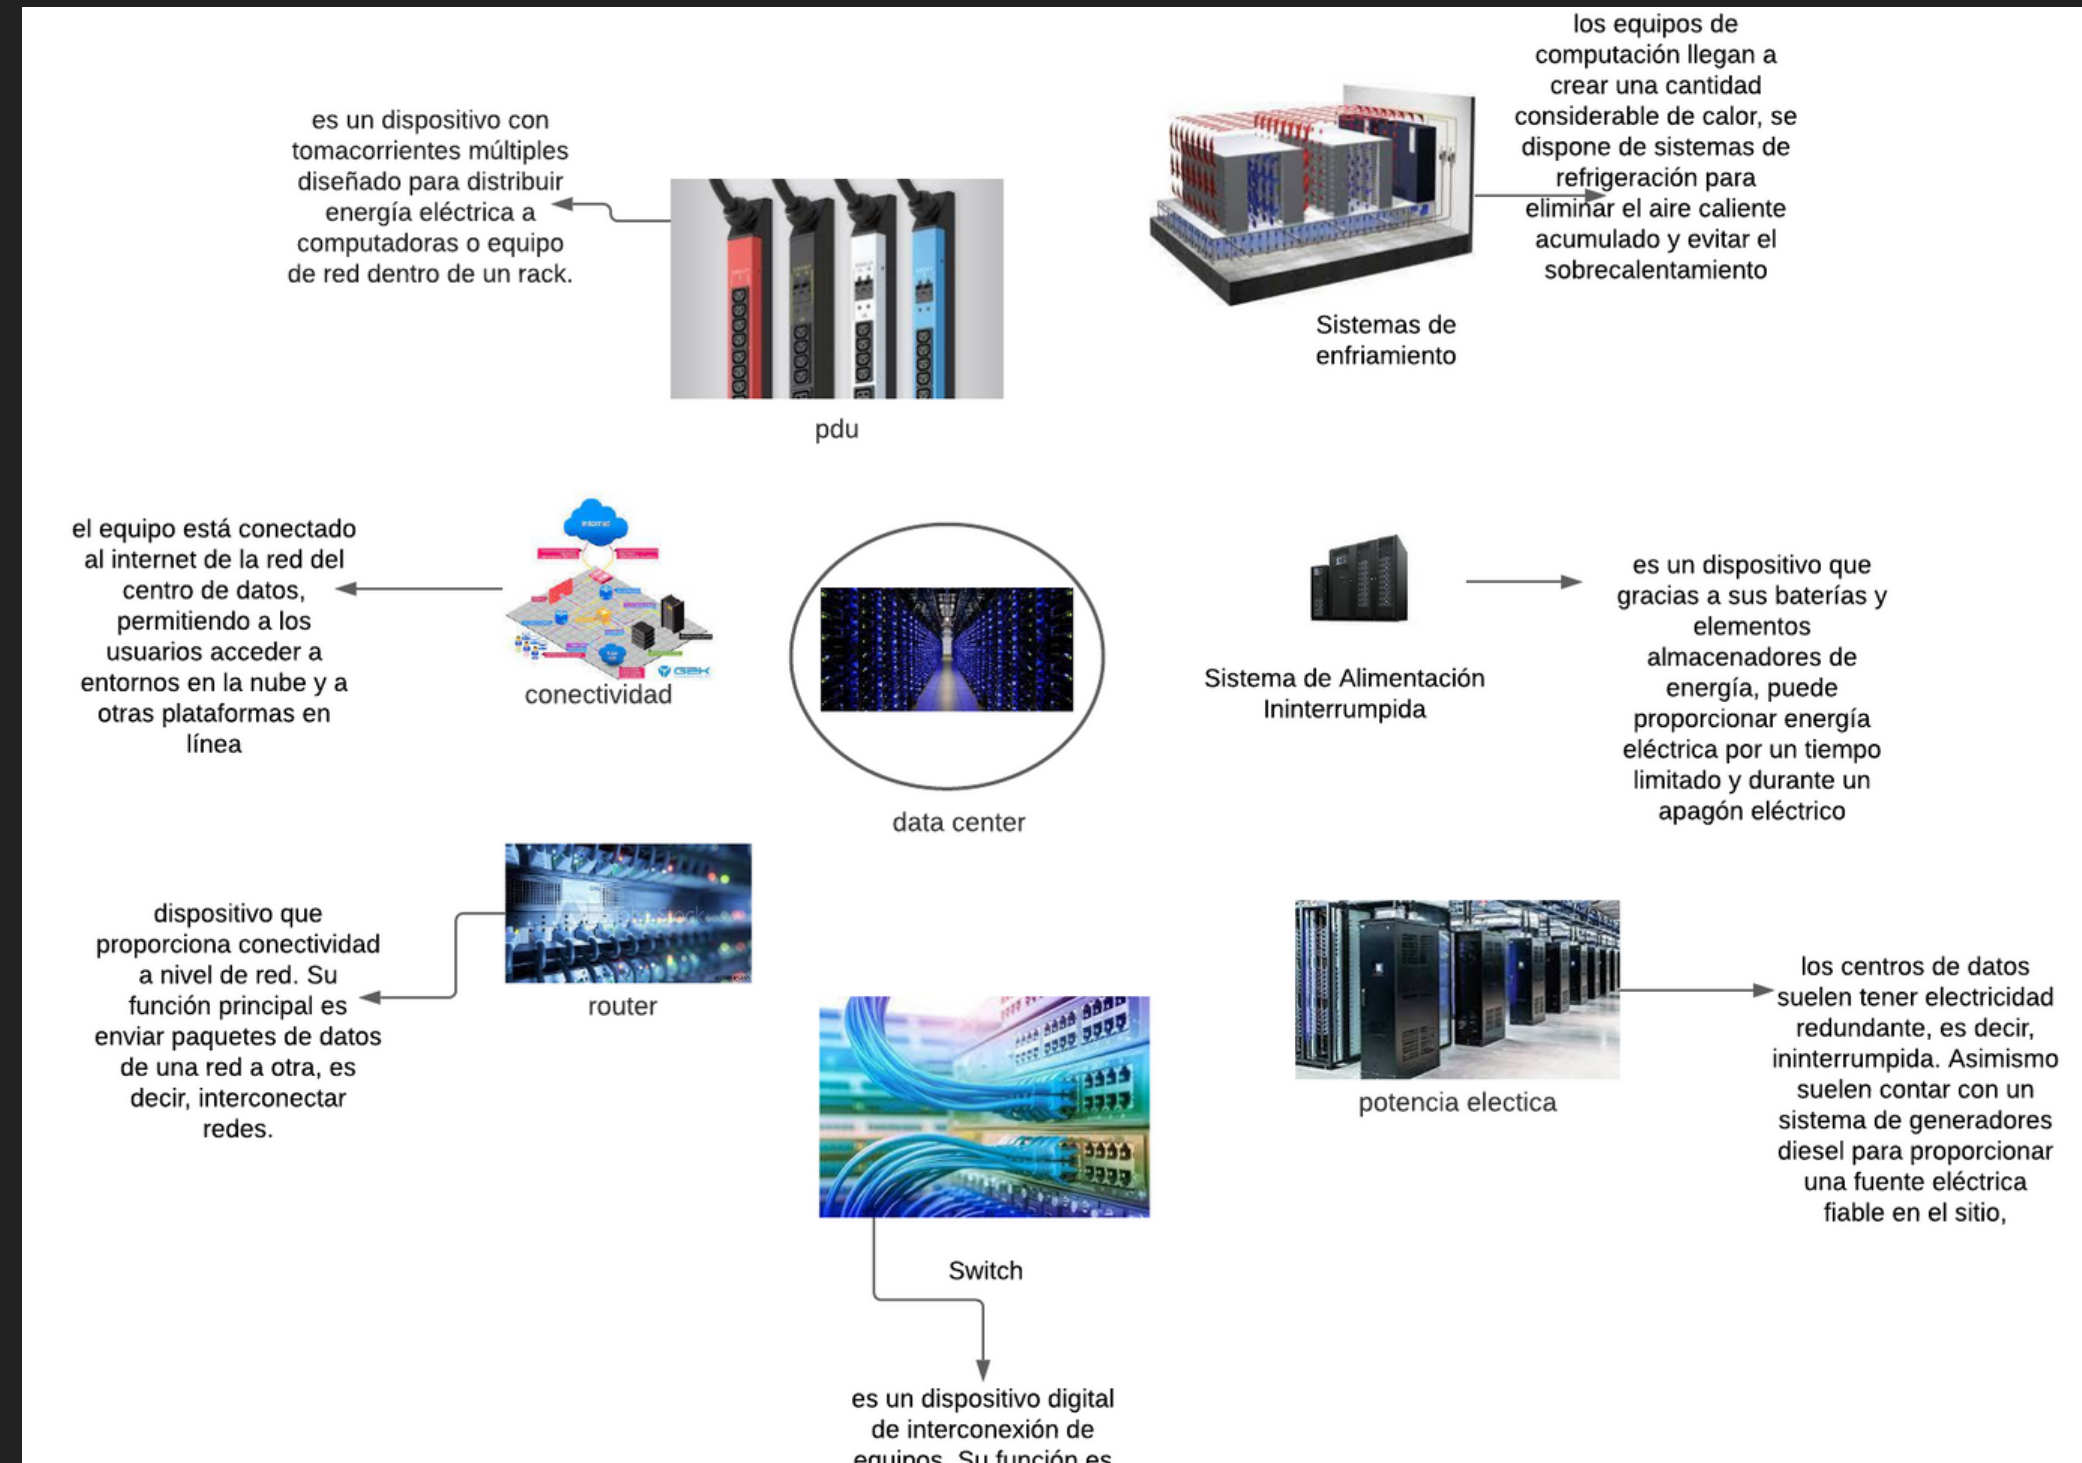 es un dispositivo con
tomacorrientes múltiples
diseñado para distribuir
energía eléctrica a
computadoras o equipo
de red dentro de un rack.
pdu
los equipos de
computación llegan a
crear una cantidad
considerable de calor, se
dispone de sistemas de
refrigeración para
eliminar el aire caliente
acumulado y evitar el
sobrecalentamiento
Sistemas de
enfriamiento
el equipo está conectado
al internet de la red del
centro de datos,
permitiendo a los
usuarios acceder a
entornos en la nube y a
otras plataformas en
línea
Internet
G2K
conectividad
data center
Sistema de Alimentación
Ininterrumpida
es un dispositivo que
gracias a sus baterías y
elementos
almacenadores de
energía, puede
proporcionar energía
eléctrica por un tiempo
limitado y durante un
apagón eléctrico
dispositivo que
proporciona conectividad
a nivel de red. Su
función principal es
enviar paquetes de datos
de una red a otra, es
decir, interconectar
redes.
router
potencia electica
los centros de datos
suelen tener electricidad
redundante, es decir,
ininterrumpida. Asimismo
suelen contar con un
sistema de generadores
diesel para proporcionar
una fuente eléctrica
fiable en el sitio,
Switch
es un dispositivo digital
de interconexión de
equipos. Su función es